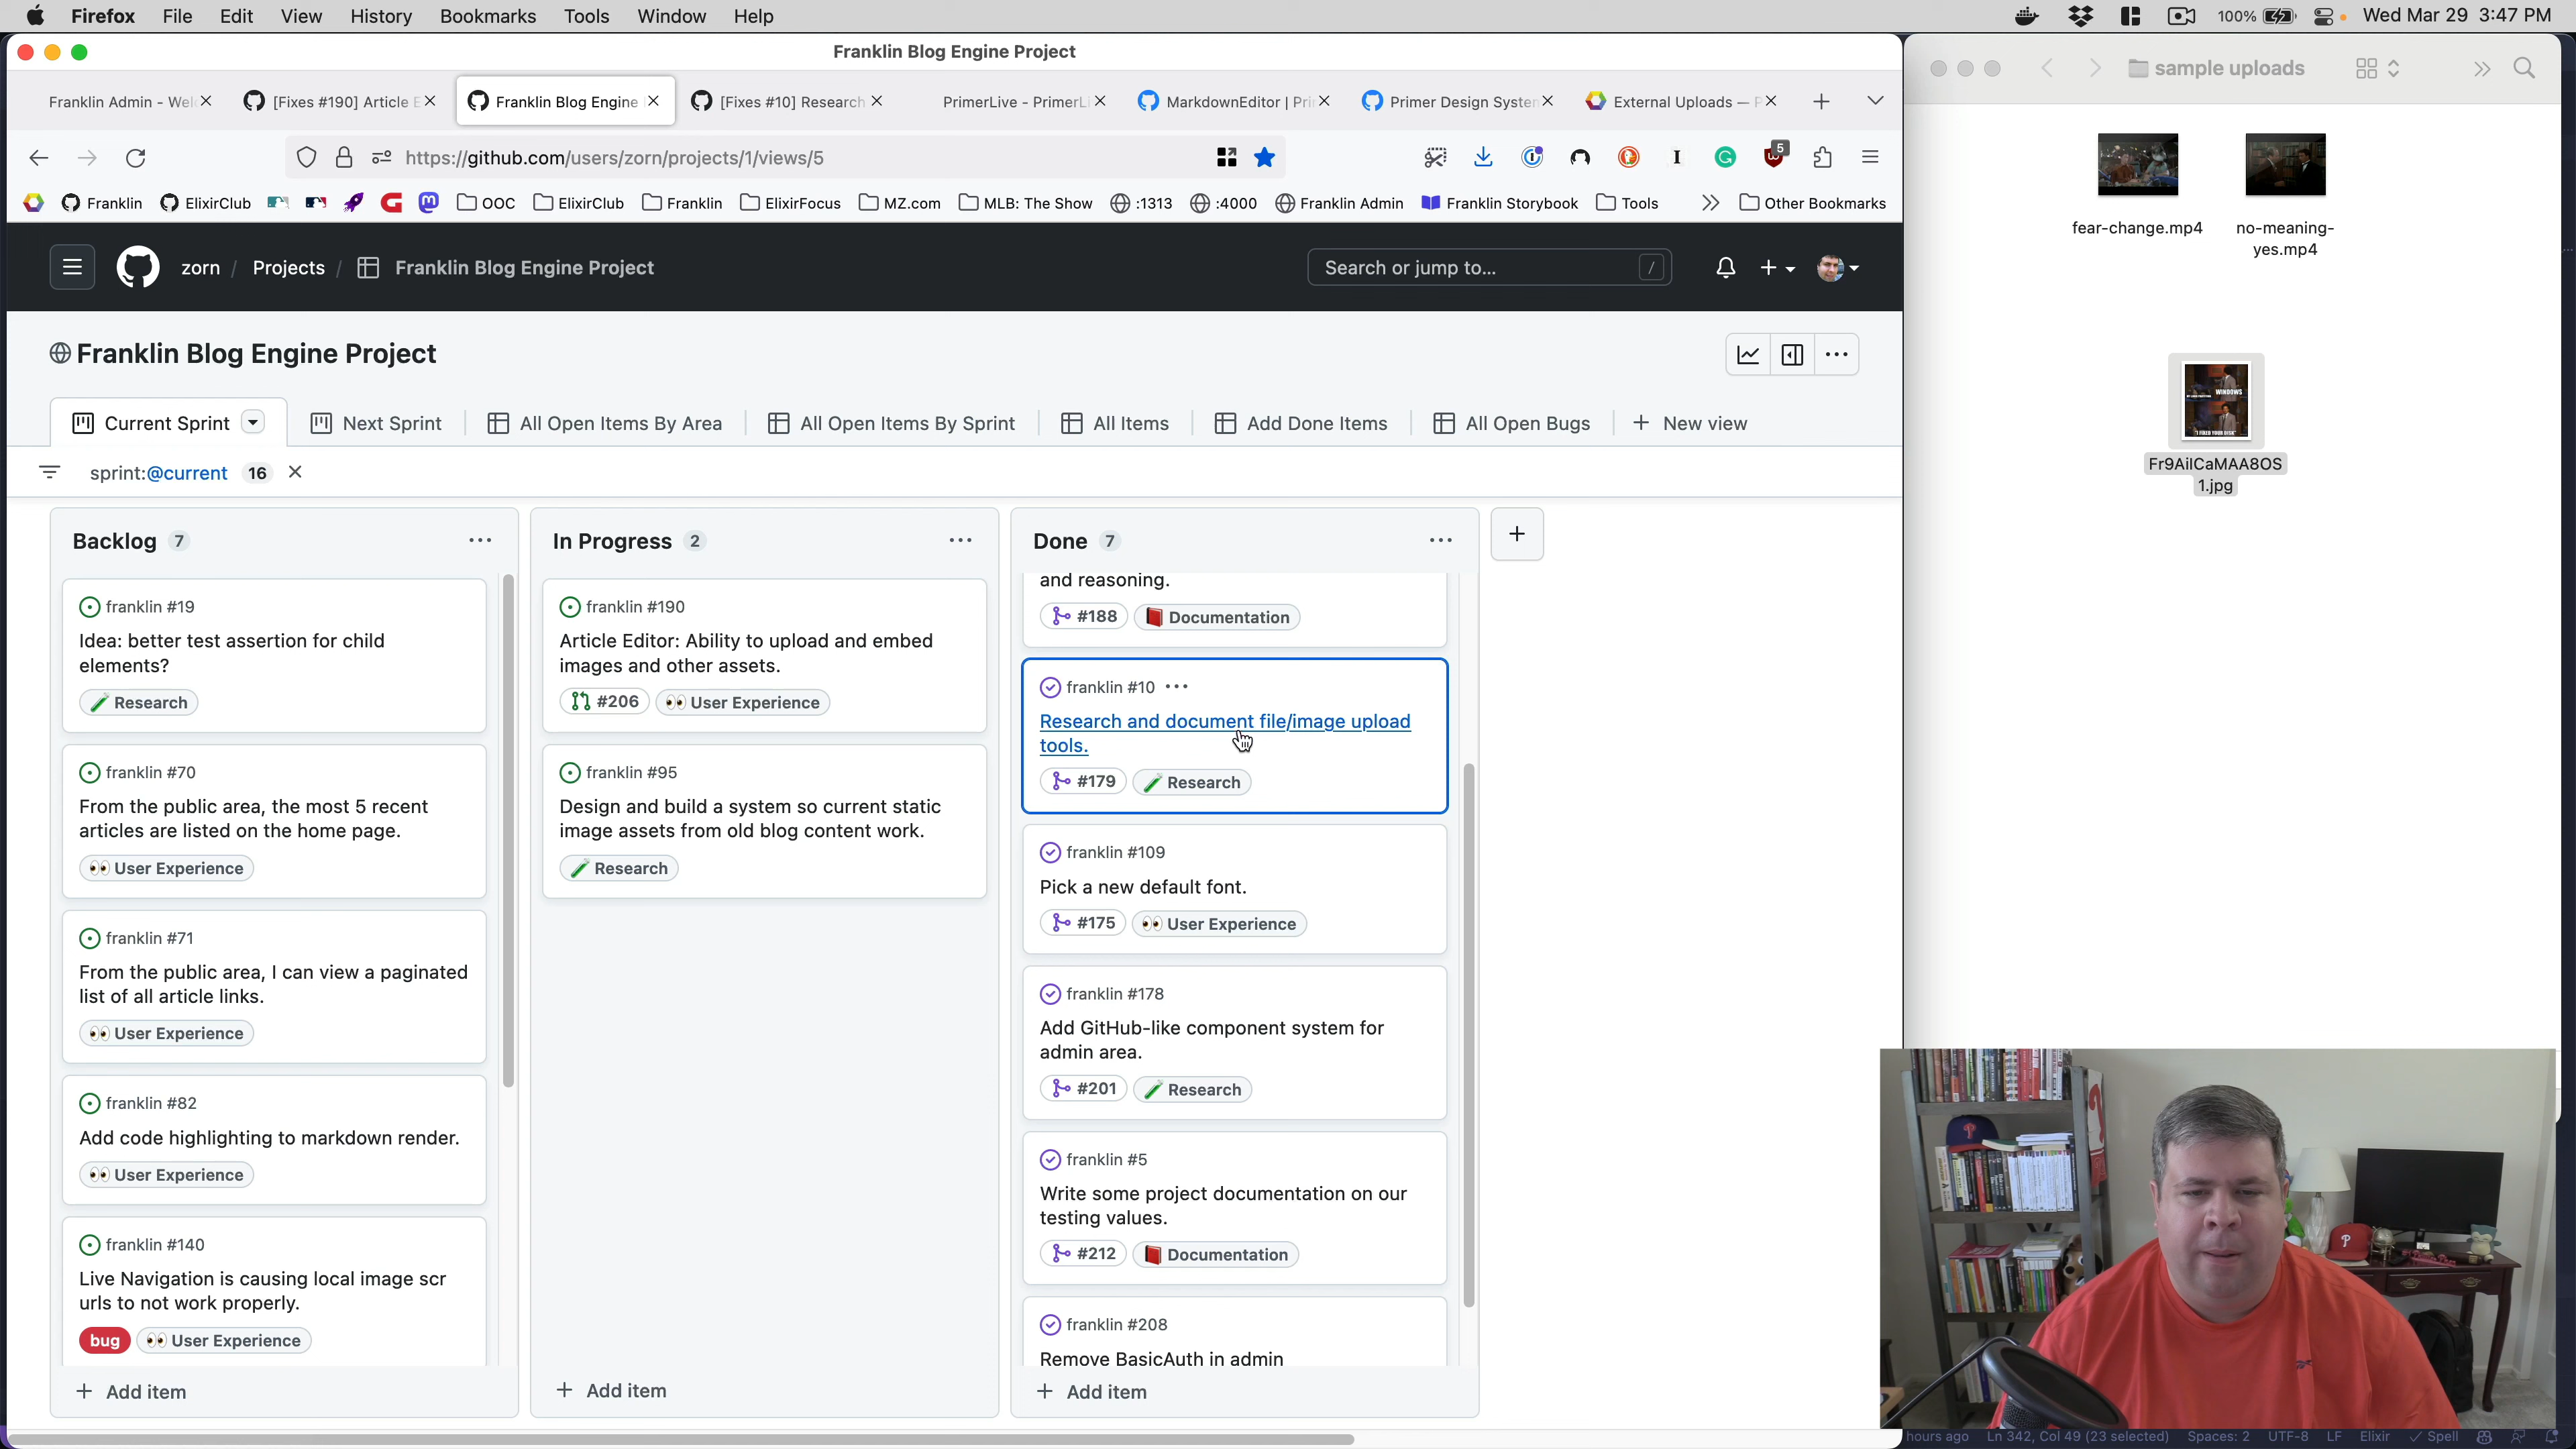 Firefox File Edit View History Bookmarks Tools Window Help 100% Wed Mar 29 3:47 PM
Franklin Blog Engine Project
Franklin Admin - Wel [Fixes #190] Article E Franklin Blog Engine [Fixes #10] Research PrimerLive - PrimerLi MarkdownEditor | Pri Primer Design System External Uploads — P
https://github.com/users/zorn/projects/1/views/5 5
Franklin ElixirClub OOC ElixirClub Franklin ElixirFocus MZ.com MLB: The Show :1313 :4000 Franklin Admin Franklin Storybook Tools Other Bookmarks
zorn / Projects / Franklin Blog Engine Project Search or jump to... /
Franklin Blog Engine Project
Current Sprint Next Sprint All Open Items By Area All Open Items By Sprint All Items Add Done Items All Open Bugs + New view
sprint:@current 16
Backlog 7
franklin #19
Idea: better test assertion for child
elements?
Research
franklin #70
From the public area, the most 5 recent
articles are listed on the home page.
User Experience
franklin #71
From the public area, I can view a paginated
list of all article links.
User Experience
franklin #82
Add code highlighting to markdown render.
User Experience
franklin #140
Live Navigation is causing local image scr
urls to not work properly.
bug User Experience
+ Add item
In Progress 2
franklin #190
Article Editor: Ability to upload and embed
images and other assets.
#206 User Experience
franklin #95
Design and build a system so current static
image assets from old blog content work.
Research
+ Add item
Done 7
and reasoning.
#188 Documentation
franklin #10
Research and document file/image upload
tools.
#179 Research
franklin #109
Pick a new default font.
#175 User Experience
franklin #178
Add GitHub-like component system for
admin area.
#201 Research
franklin #5
Write some project documentation on our
testing values.
#212 Documentation
franklin #208
Remove BasicAuth in admin
+ Add item
sample uploads
fear-change.mp4
no-meaning-
yes.mp4
WINDOWS
"I FIXED YOUR DISK"
Fr9AilCaMAA8OS
1.jpg
hours ago Ln 342, Col 49 (23 selected) Spaces: 2 UTF-8 LF Elixir Spell